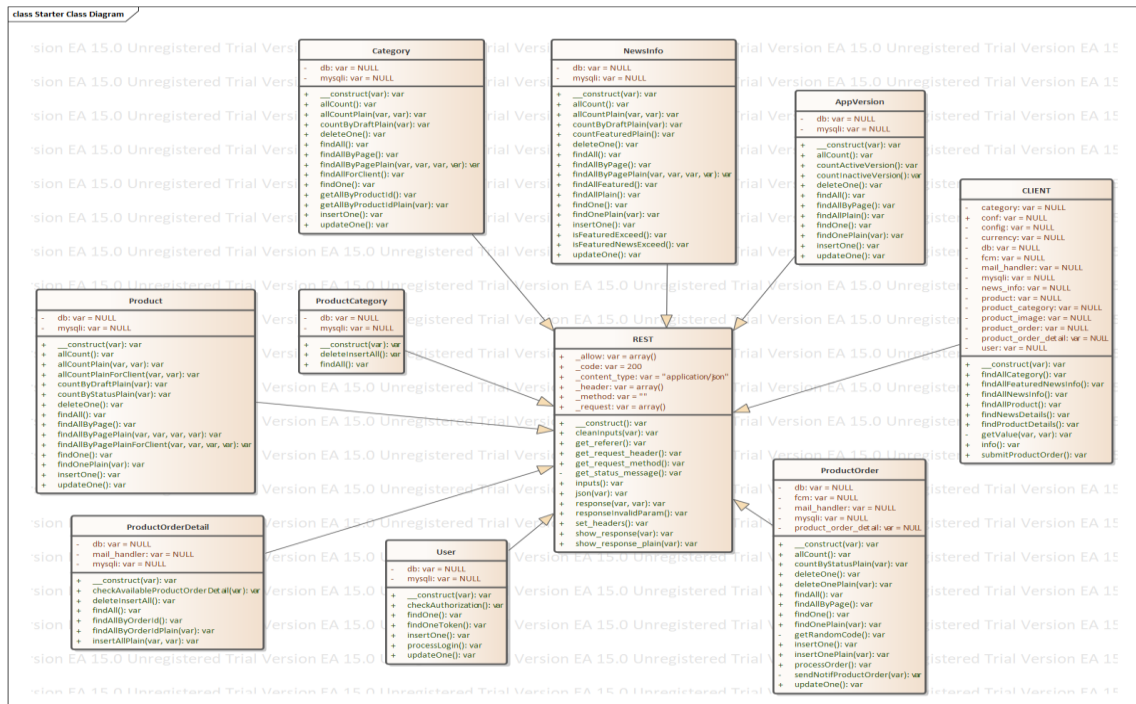 class Starter Class Diagram
Category
- db: var = NULL
- mysqli: var = NULL
+ __construct(var): var
+ allCount(): var
+ allCountPlain(var, var): var
+ countByDraftPlain(var): var
+ deleteOne(): var
+ findAll(): var
+ findAllByPage(): var
+ findAllByPagePlain(var, var, var, var): var
+ findAllForClient(): var
+ findOne(): var
+ getAllByProductId(): var
+ getAllByProductIdPlain(var): var
+ insertOne(): var
+ updateOne(): var
NewsInfo
- db: var = NULL
- mysqli: var = NULL
+ __construct(var): var
+ allCount(): var
+ allCountPlain(var, var): var
+ countByDraftPlain(var): var
+ countFeaturedPlain(): var
+ deleteOne(): var
+ findAll(): var
+ findAllByPage(): var
+ findAllByPagePlain(var, var, var, var): var
+ findAllFeatured(): var
+ findAllPlain(): var
+ findOne(): var
+ findOnePlain(var): var
+ insertOne(): var
+ isFeaturedExceed(): var
+ isFeaturedNewsExceed(): var
+ updateOne(): var
AppVersion
- db: var = NULL
- mysqli: var = NULL
+ __construct(var): var
+ allCount(): var
+ countActiveVersion(): var
+ countInactiveVersion(): var
+ deleteOne(): var
+ findAll(): var
+ findAllByPage(): var
+ findAllPlain(): var
+ findOne(): var
+ findOnePlain(var): var
+ insertOne(): var
+ updateOne(): var
CLIENT
- category: var = NULL
+ conf: var = NULL
- config: var = NULL
- currency: var = NULL
- db: var = NULL
- fcm: var = NULL
- mail_handler: var = NULL
- mysqli: var = NULL
- news_info: var = NULL
- product: var = NULL
- product_category: var = NULL
- product_image: var = NULL
- product_order: var = NULL
- product_order_detail: var = NULL
- user: var = NULL
+ __construct(var): var
+ findAllCategory(): var
+ findAllFeaturedNewsInfo(): var
+ findAllNewsInfo(): var
+ findAllProduct(): var
+ findNewsDetails(): var
+ findProductDetails(): var
- getValue(var, var): var
+ info(): var
+ submitProductOrder(): var
Product
- db: var = NULL
- mysqli: var = NULL
+ __construct(var): var
+ allCount(): var
+ allCountPlain(var, var): var
+ allCountPlainForClient(var, var): var
+ countByDraftPlain(var): var
+ countByStatusPlain(var): var
+ deleteOne(): var
+ findAll(): var
+ findAllByPage(): var
+ findAllByPagePlain(var, var, var, var): var
+ findAllByPagePlainForClient(var, var, var, var): var
+ findOne(): var
+ findOnePlain(var): var
+ insertOne(): var
+ updateOne(): var
ProductCategory
- db: var = NULL
- mysqli: var = NULL
+ __construct(var): var
+ deleteInsertAll(): var
+ findAll(): var
REST
+ _allow: var = array()
- _code: var = 200
+ _content_type: var = "application/json"
+ _header: var = array()
- _method: var = ""
+ _request: var = array()
+ __construct(): var
- cleanInputs(var): var
+ get_referer(): var
+ get_request_header(): var
+ get_request_method(): var
- get_status_message(): var
- inputs(): var
+ json(var): var
+ response(var, var): var
+ responseInvalidParam(): var
- set_headers(): var
+ show_response(var): var
+ show_response_plain(var): var
ProductOrderDetail
- db: var = NULL
- mail_handler: var = NULL
- mysqli: var = NULL
+ __construct(var): var
+ checkAvailableProductOrderDetail(var): var
+ deleteInsertAll(): var
+ findAll(): var
+ findAllByOrderId(): var
+ findAllByOrderIdPlain(var): var
+ insertAllPlain(var, var): var
User
- db: var = NULL
- mysqli: var = NULL
+ __construct(var): var
+ checkAuthorization(): var
+ findOne(): var
+ findOneToken(): var
+ insertOne(): var
+ processLogin(): var
+ updateOne(): var
ProductOrder
- db: var = NULL
- fcm: var = NULL
- mail_handler: var = NULL
- mysqli: var = NULL
- product_order_detail: var = NULL
+ __construct(var): var
+ allCount(): var
+ countByStatusPlain(var): var
+ deleteOne(): var
+ deleteOnePlain(var): var
+ findAll(): var
+ findAllByPage(): var
+ findOne(): var
+ findOnePlain(var): var
- getRandomCode(): var
+ insertOne(): var
+ insertOnePlain(var): var
+ processOrder(): var
- sendNotifProductOrder(var): var
+ updateOne(): var